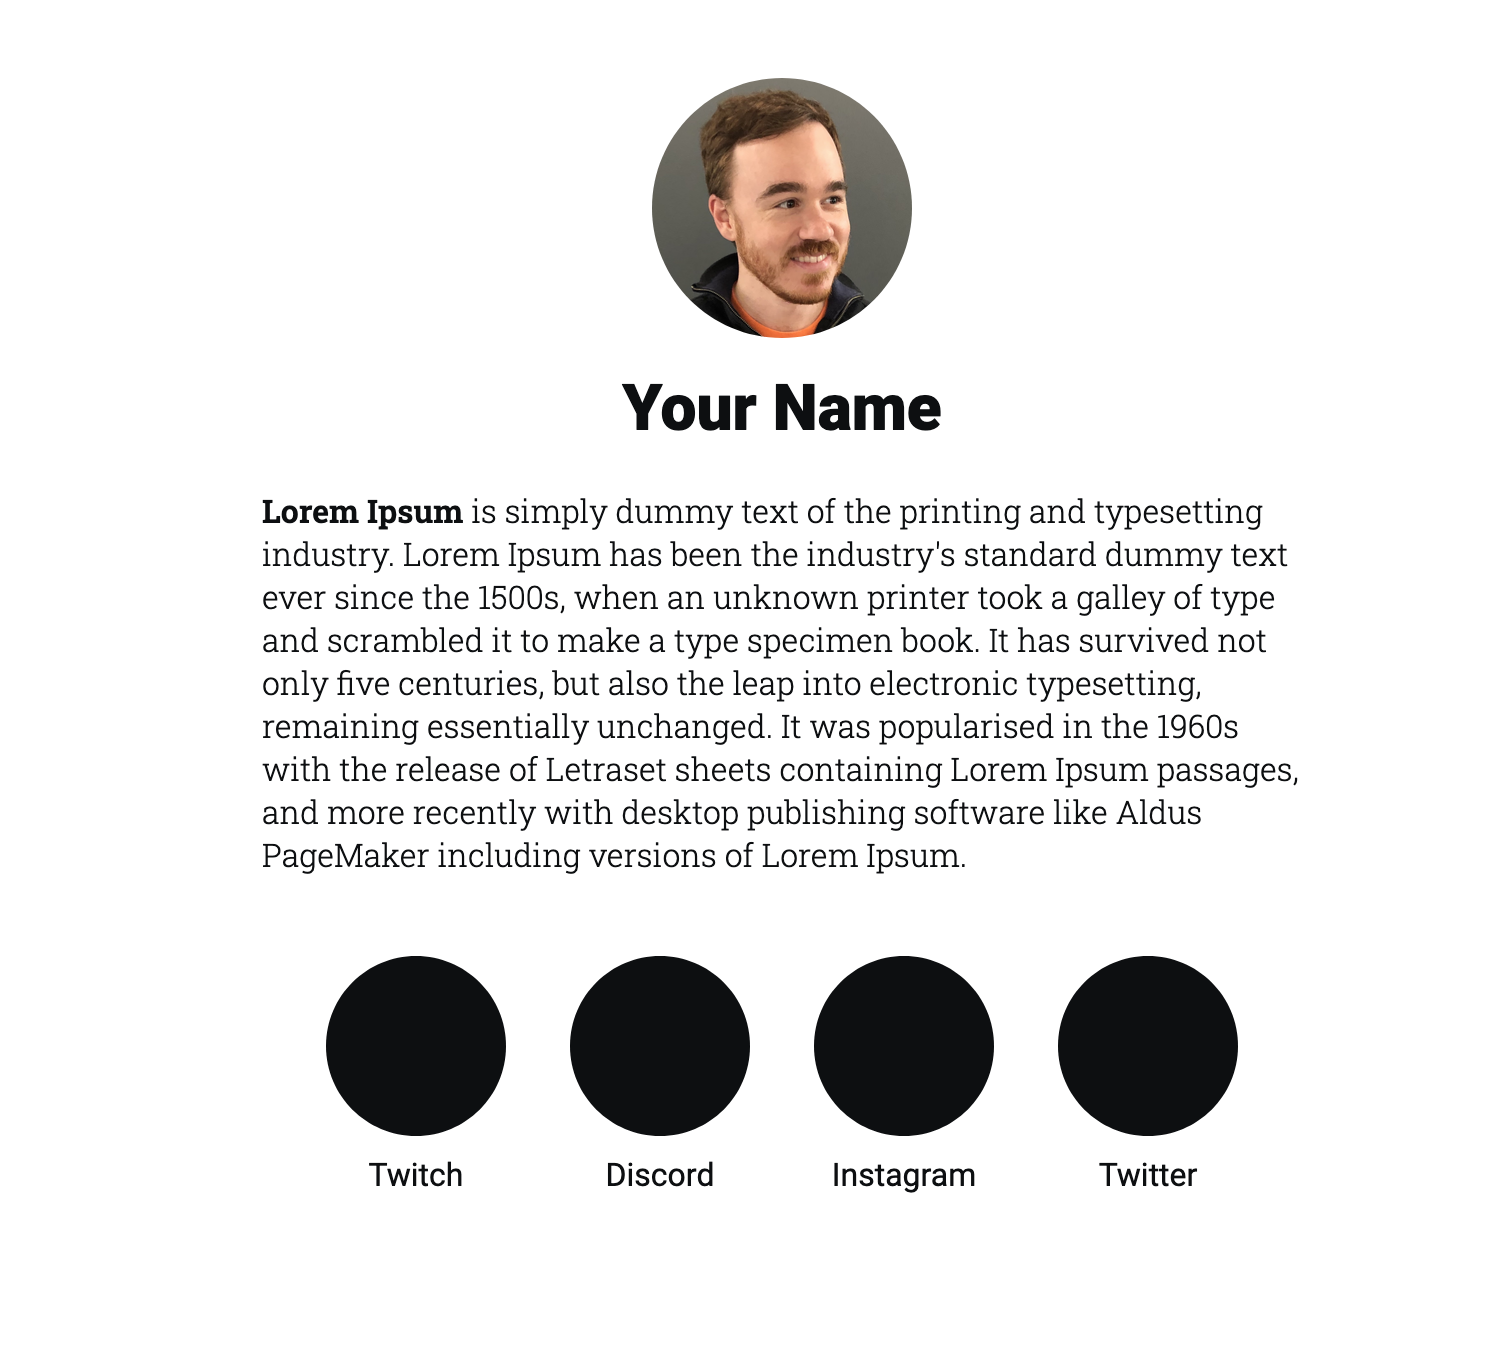 Your Name
Lorem Ipsum is simply dummy text of the printing and typesetting
industry. Lorem Ipsum has been the industry's standard dummy text
ever since the 1500s, when an unknown printer took a galley of type
and scrambled it to make a type specimen book. It has survived not
only five centuries, but also the leap into electronic typesetting,
remaining essentially unchanged. It was popularised in the 1960s
with the release of Letraset sheets containing Lorem Ipsum passages,
and more recently with desktop publishing software like Aldus
PageMaker including versions of Lorem Ipsum.
Twitch
Discord
Instagram
Twitter